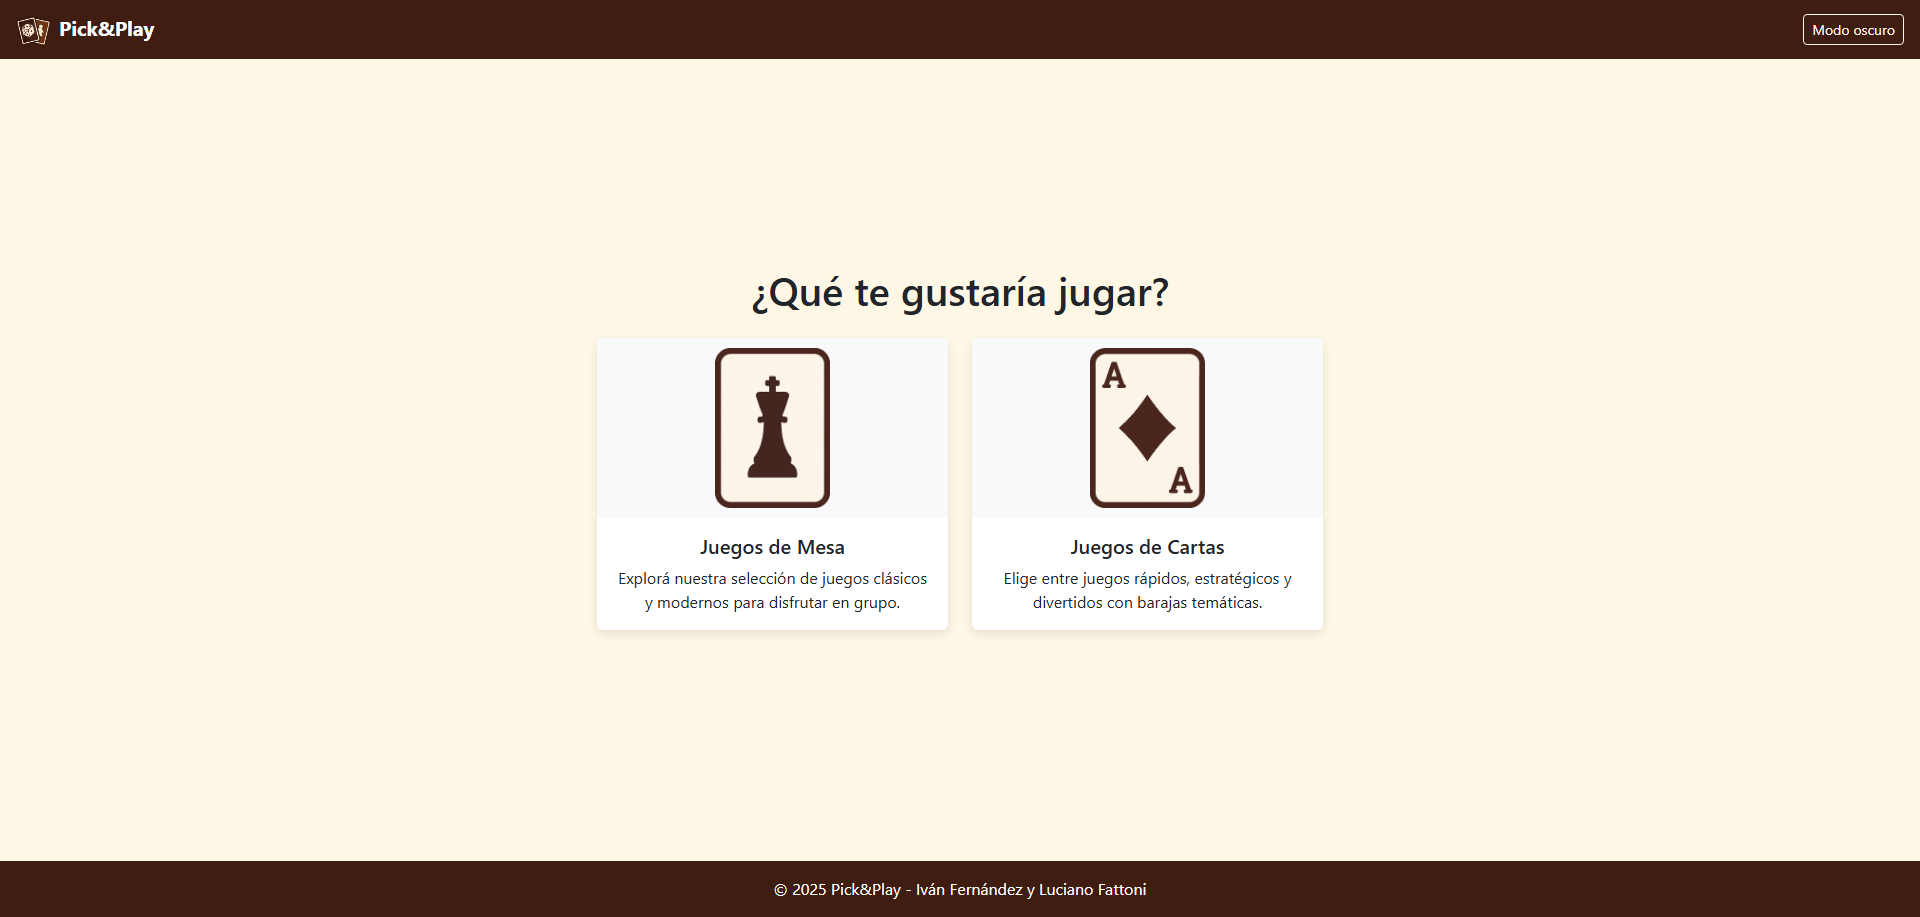 Pick&Play
Modo oscuro
¿Qué te gustaría jugar?
A
A
A
Juegos de Mesa
Explorá nuestra selección de juegos clásicos
y modernos para disfrutar en grupo.
Juegos de Cartas
Elige entre juegos rápidos, estratégicos y
divertidos con barajas temáticas.
© 2025 Pick&Play - Iván Fernández y Luciano Fattoni